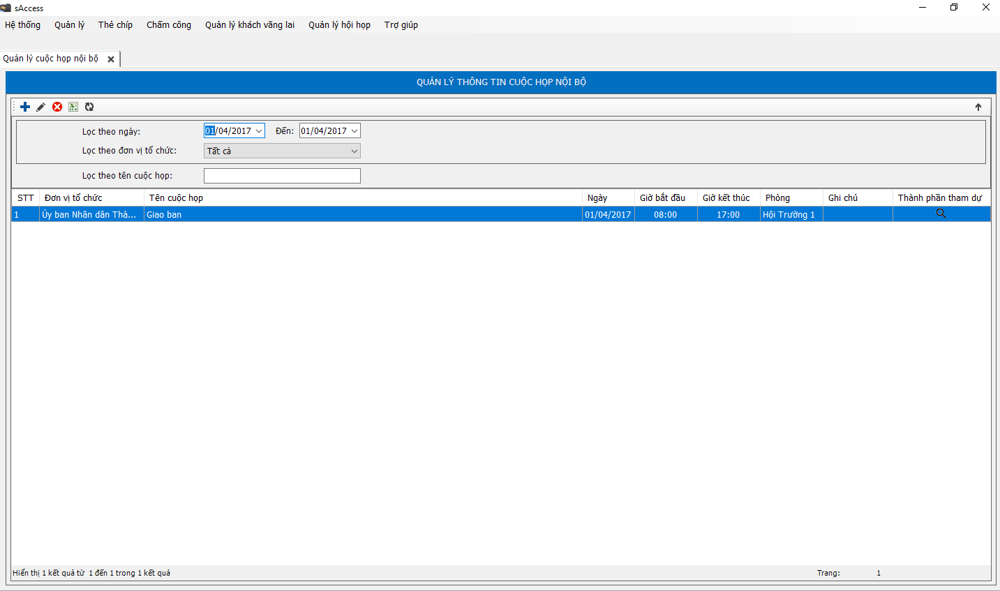 sAccess
Hệ thống Quản lý Thẻ chíp Chấm công Quản lý khách vãng lai Quản lý hội họp Trợ giúp
Quản lý cuộc họp nội bộ
QUẢN LÝ THÔNG TIN CUỘC HỌP NỘI BỘ
Lọc theo ngày: 01/04/2017 Đến: 01/04/2017
Lọc theo đơn vị tổ chức: Tất cả
Lọc theo tên cuộc họp:
STT Đơn vị tổ chức Tên cuộc họp Ngày Giờ bắt đầu Giờ kết thúc Phòng Ghi chú Thành phần tham dự
1 Ủy ban Nhân dân Thà... Giao ban 01/04/2017 08:00 17:00 Hội Trường 1
Hiển thị 1 kết quả từ 1 đến 1 trong 1 kết quả Trang: 1